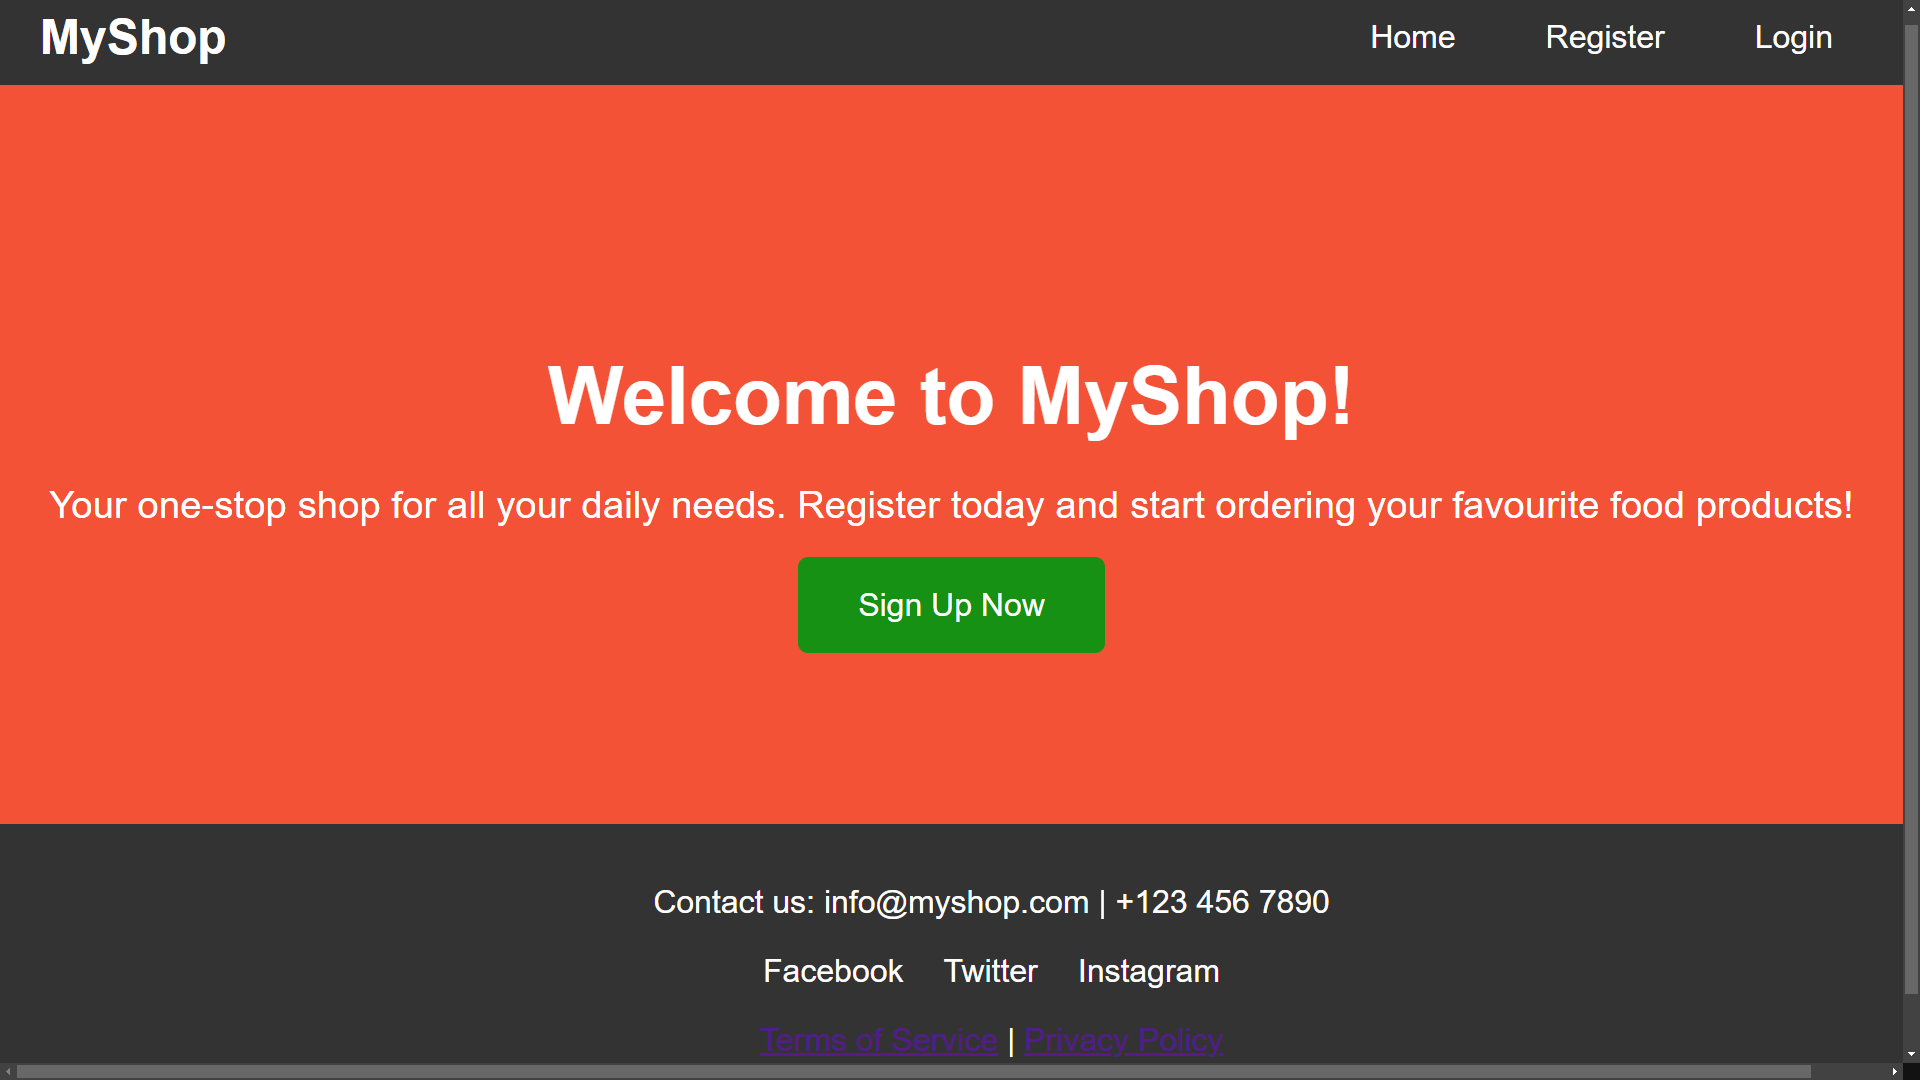 MyShop
Home Register Login
Welcome to MyShop!
Your one-stop shop for all your daily needs. Register today and start ordering your favourite food products!
Sign Up Now
Contact us: info@myshop.com | +123 456 7890
Facebook Twitter Instagram
Terms of Service | Privacy Policy